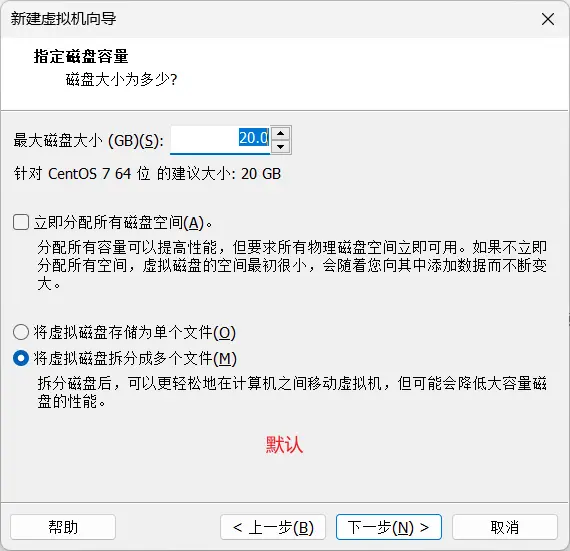 新建虚拟机向导
指定磁盘容量
磁盘大小为多少?
最大磁盘大小 (GB)(S): 20.0
针对 CentOS 7 64 位 的建议大小: 20 GB
立即分配所有磁盘空间(A)。
分配所有容量可以提高性能，但要求所有物理磁盘空间立即可用。如果不立即
分配所有空间，虚拟磁盘的空间最初很小，会随着您向其中添加数据而不断变
大。
将虚拟磁盘存储为单个文件(O)
将虚拟磁盘拆分成多个文件(M)
拆分磁盘后，可以更轻松地在计算机之间移动虚拟机，但可能会降低大容量磁
盘的性能。
默认
帮助 < 上一步(B) 下一步(N) > 取消